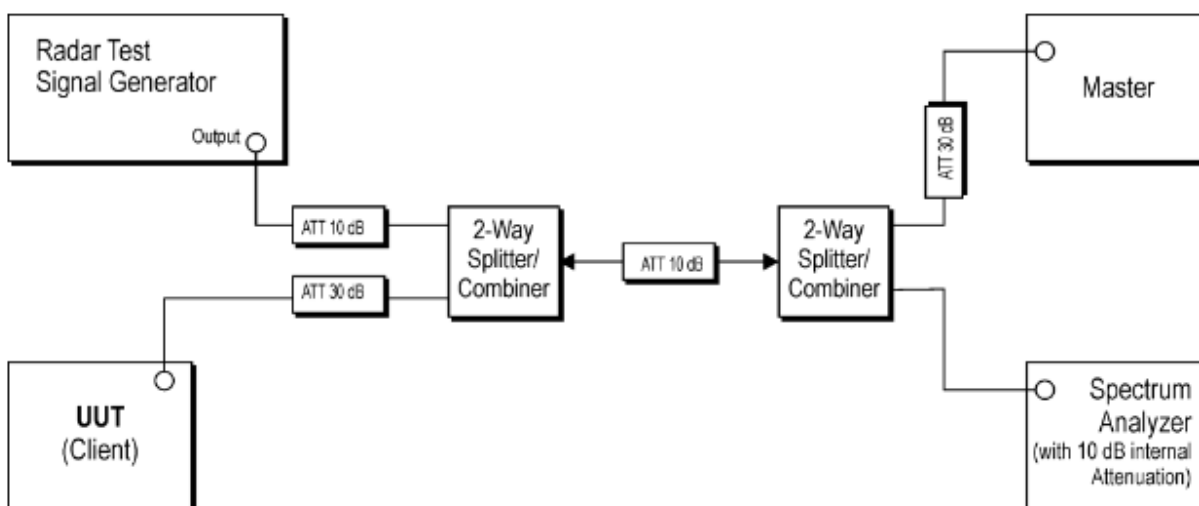 Radar Test
Signal Generator
Output
Master
ATT 30 dB
ATT 10 dB
2-Way
Splitter/
Combiner
ATT 10 dB
2-Way
Splitter/
Combiner
ATT 30 dB
UUT
(Client)
Spectrum
Analyzer
(with 10 dB internal
Attenuation)